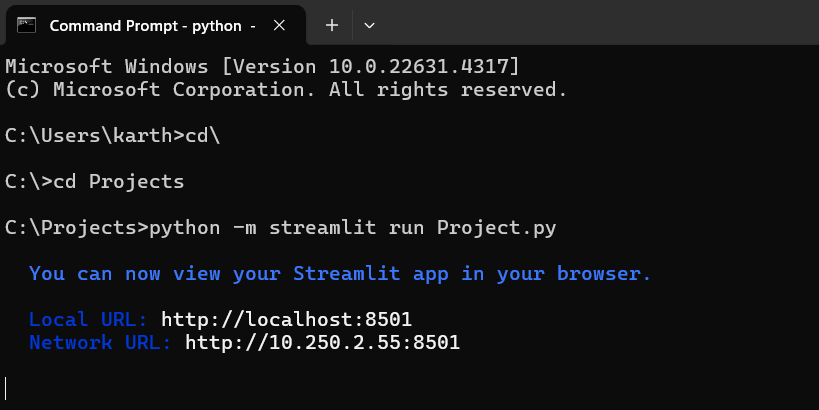 Command Prompt - python -
Microsoft Windows [Version 10.0.22631.4317]
(c) Microsoft Corporation. All rights reserved.
C:\Users\karth>cd\
C:\>cd Projects
C:\Projects>python -m streamlit run Project.py
You can now view your Streamlit app in your browser.
Local URL: http://localhost:8501
Network URL: http://10.250.2.55:8501